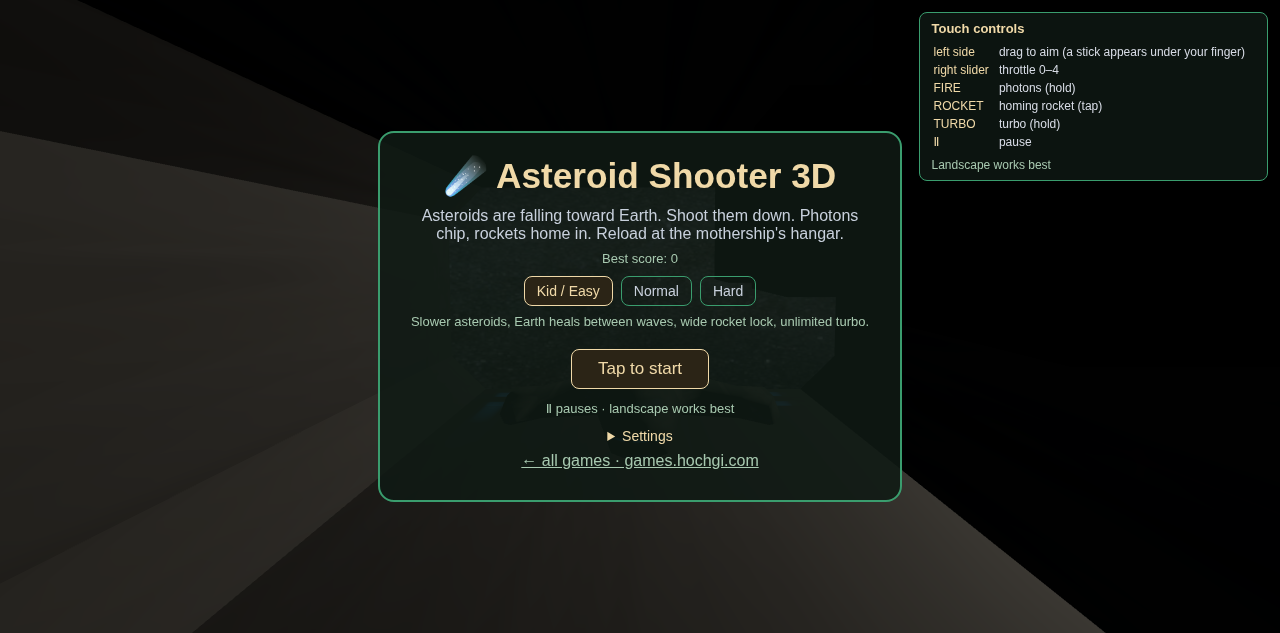 ☄️ Asteroid Shooter 3D
Asteroids are falling toward Earth. Shoot them down. Photons
chip, rockets home in. Reload at the mothership's hangar.
Best score: 0
Kid / Easy Normal Hard
Slower asteroids, Earth heals between waves, wide rocket lock, unlimited turbo.
Tap to start
Ⅱ pauses · landscape works best
▶ Settings
← all games · games.hochgi.com
Touch controls
left side drag to aim (a stick appears under your finger)
right slider throttle 0–4
FIRE photons (hold)
ROCKET homing rocket (tap)
TURBO turbo (hold)
Ⅱ pause
Landscape works best